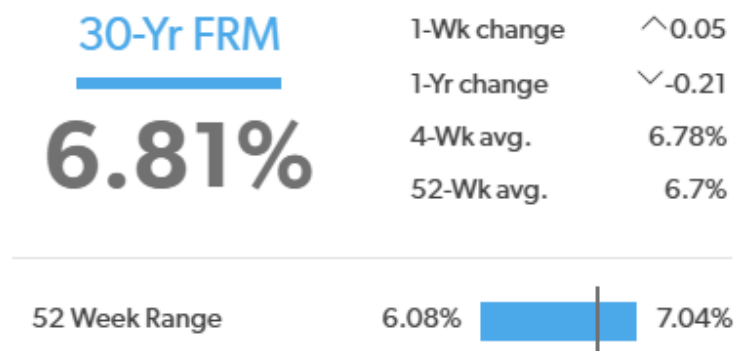 30-Yr FRM
6.81%
1-Wk change ^0.05
1-Yr change ﹀-0.21
4-Wk avg. 6.78%
52-Wk avg. 6.7%
52 Week Range 6.08% 7.04%